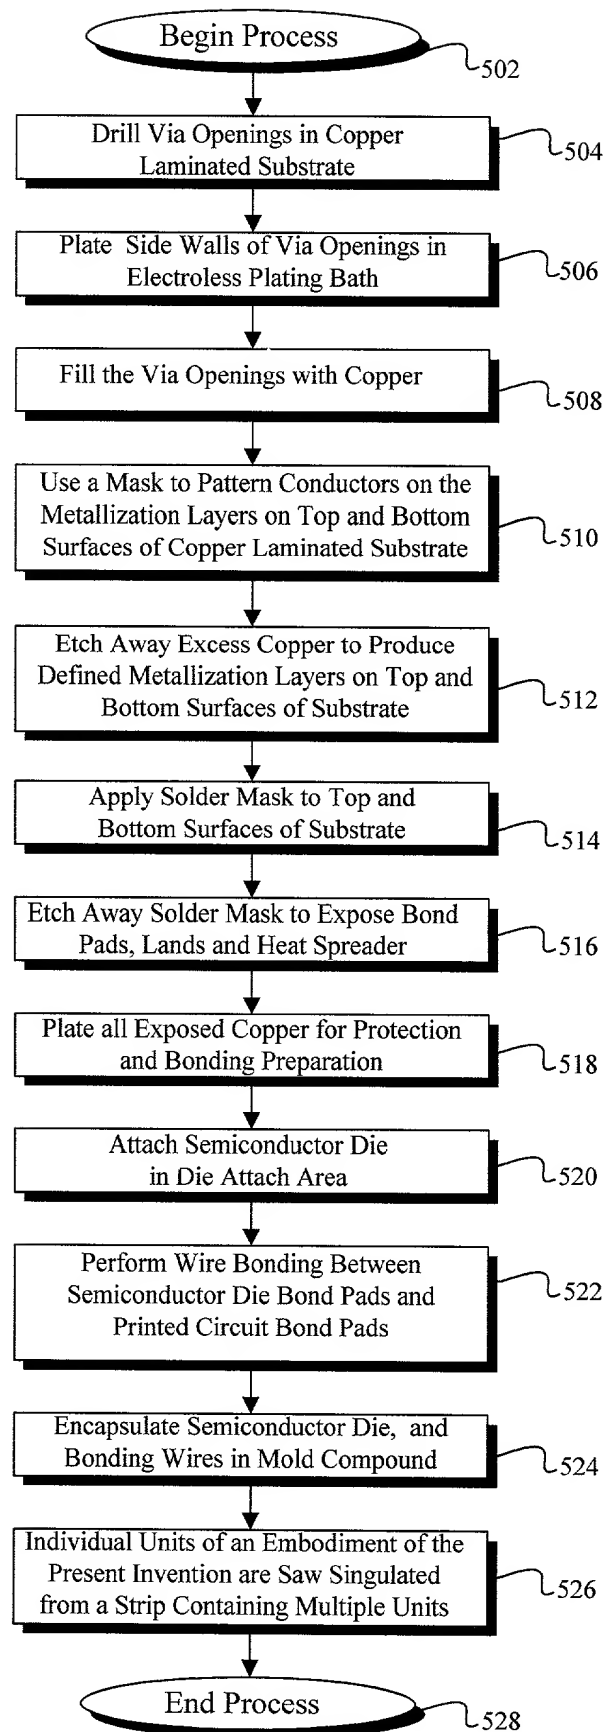 Begin Process
502
Drill Via Openings in Copper
Laminated Substrate
504
Plate Side Walls of Via Openings in
Electroless Plating Bath
506
Fill the Via Openings with Copper
508
Use a Mask to Pattern Conductors on the
Metallization Layers on Top and Bottom
Surfaces of Copper Laminated Substrate
510
Etch Away Excess Copper to Produce
Defined Metallization Layers on Top and
Bottom Surfaces of Substrate
512
Apply Solder Mask to Top and
Bottom Surfaces of Substrate
514
Etch Away Solder Mask to Expose Bond
Pads, Lands and Heat Spreader
516
Plate all Exposed Copper for Protection
and Bonding Preparation
518
Attach Semiconductor Die
in Die Attach Area
520
Perform Wire Bonding Between
Semiconductor Die Bond Pads and
Printed Circuit Bond Pads
522
Encapsulate Semiconductor Die, and
Bonding Wires in Mold Compound
524
Individual Units of an Embodiment of the
Present Invention are Saw Singulated
from a Strip Containing Multiple Units
526
End Process
528